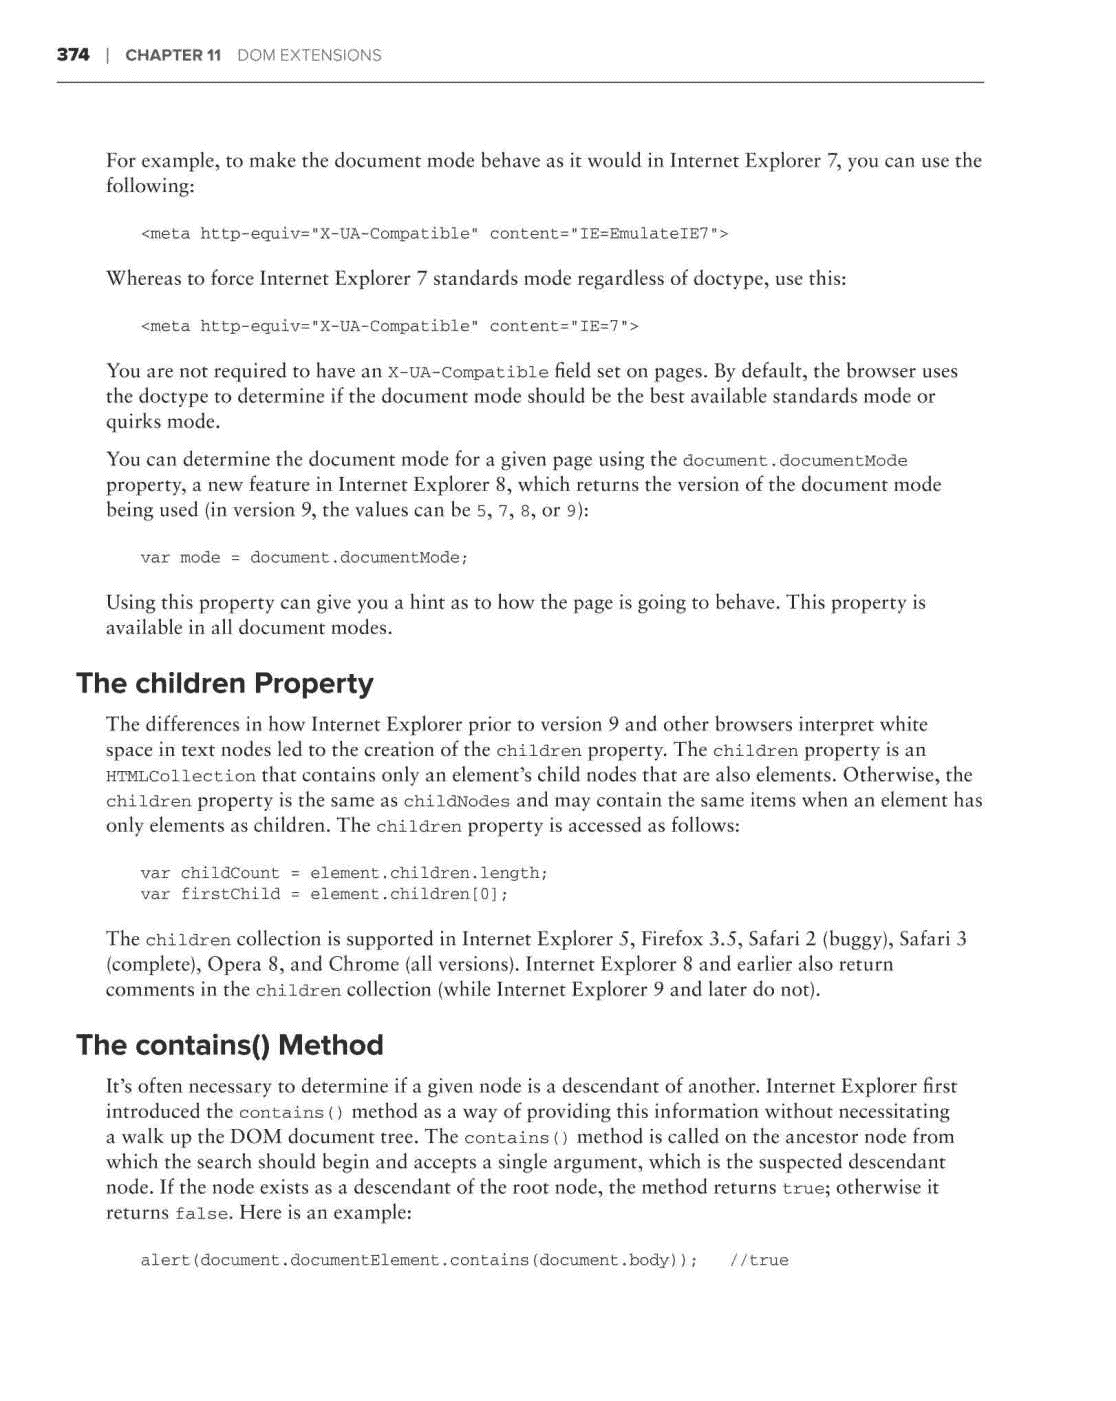 374 | CHAPTER 11 DOM EXTENSIONS
For example, to make the document mode behave as it would in Internet Explorer 7, you can use the
following:
<meta http-equiv="X-UA-Compatible" content="IE=EmulateIE7">
Whereas to force Internet Explorer 7 standards mode regardless of doctype, use this:
<meta http-equiv="X-UA-Compatible" content="IE=7">
You are not required to have an X-UA-Compatible field set on pages. By default, the browser uses
the doctype to determine if the document mode should be the best available standards mode or
quirks mode.
You can determine the document mode for a given page using the document.documentMode
property, a new feature in Internet Explorer 8, which returns the version of the document mode
being used (in version 9, the values can be 5, 7, 8, or 9):
var mode = document.documentMode;
Using this property can give you a hint as to how the page is going to behave. This property is
available in all document modes.
The children Property
The differences in how Internet Explorer prior to version 9 and other browsers interpret white
space in text nodes led to the creation of the children property. The children property is an
HTMLCollection that contains only an element's child nodes that are also elements. Otherwise, the
children property is the same as childNodes and may contain the same items when an element has
only elements as children. The children property is accessed as follows:
var childCount = element.children.length;
var firstChild = element.children[0];
The children collection is supported in Internet Explorer 5, Firefox 3.5, Safari 2 (buggy), Safari 3
(complete), Opera 8, and Chrome (all versions). Internet Explorer 8 and earlier also return
comments in the children collection (while Internet Explorer 9 and later do not).
The contains() Method
It's often necessary to determine if a given node is a descendant of another. Internet Explorer first
introduced the contains() method as a way of providing this information without necessitating
a walk up the DOM document tree. The contains() method is called on the ancestor node from
which the search should begin and accepts a single argument, which is the suspected descendant
node. If the node exists as a descendant of the root node, the method returns true; otherwise it
returns false. Here is an example:
alert(document.documentElement.contains(document.body)); //true